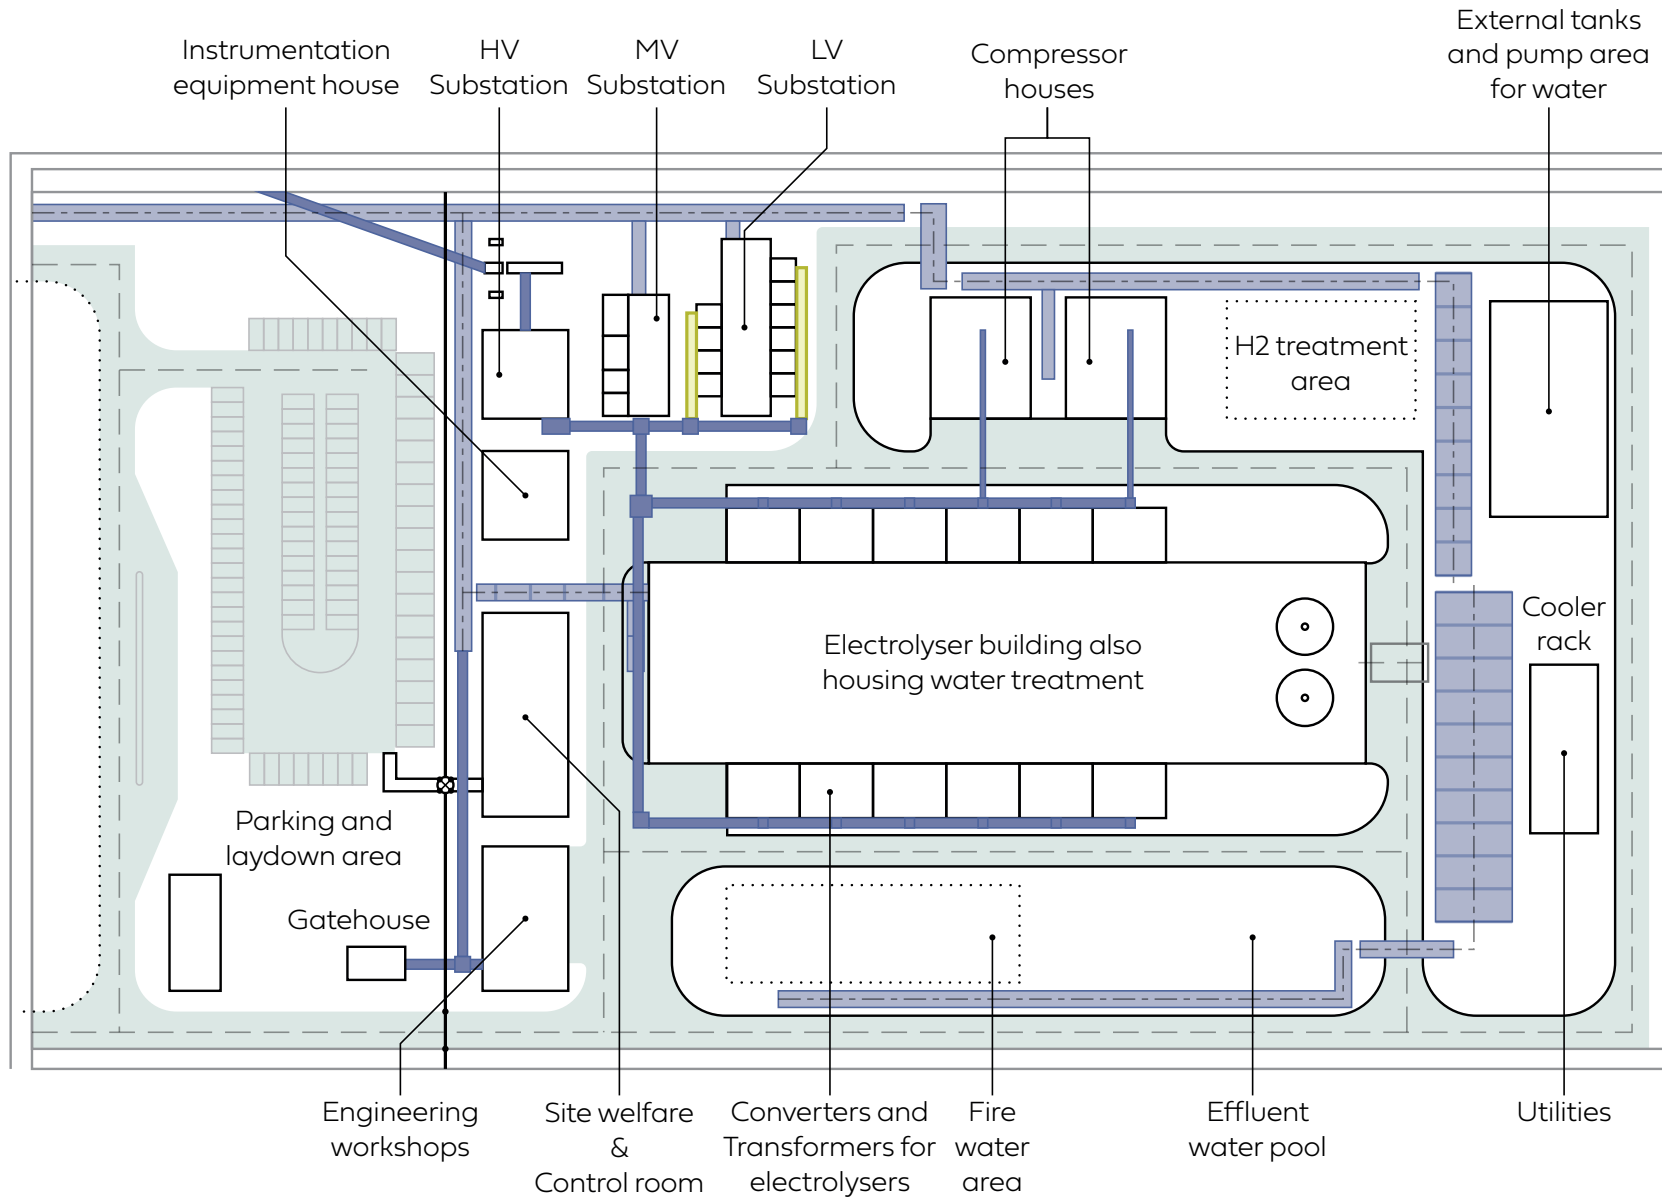 Instrumentation
equipment house
HV
Substation
MV
Substation
LV
Substation
Compressor
houses
External tanks
and pump area
for water
H2 treatment
area
Cooler
rack
Electrolyser building also
housing water treatment
Parking and
laydown area
Gatehouse
Engineering
workshops
Site welfare
&
Control room
Converters and
Transformers for
electrolysers
Fire
water
area
Effluent
water pool
Utilities